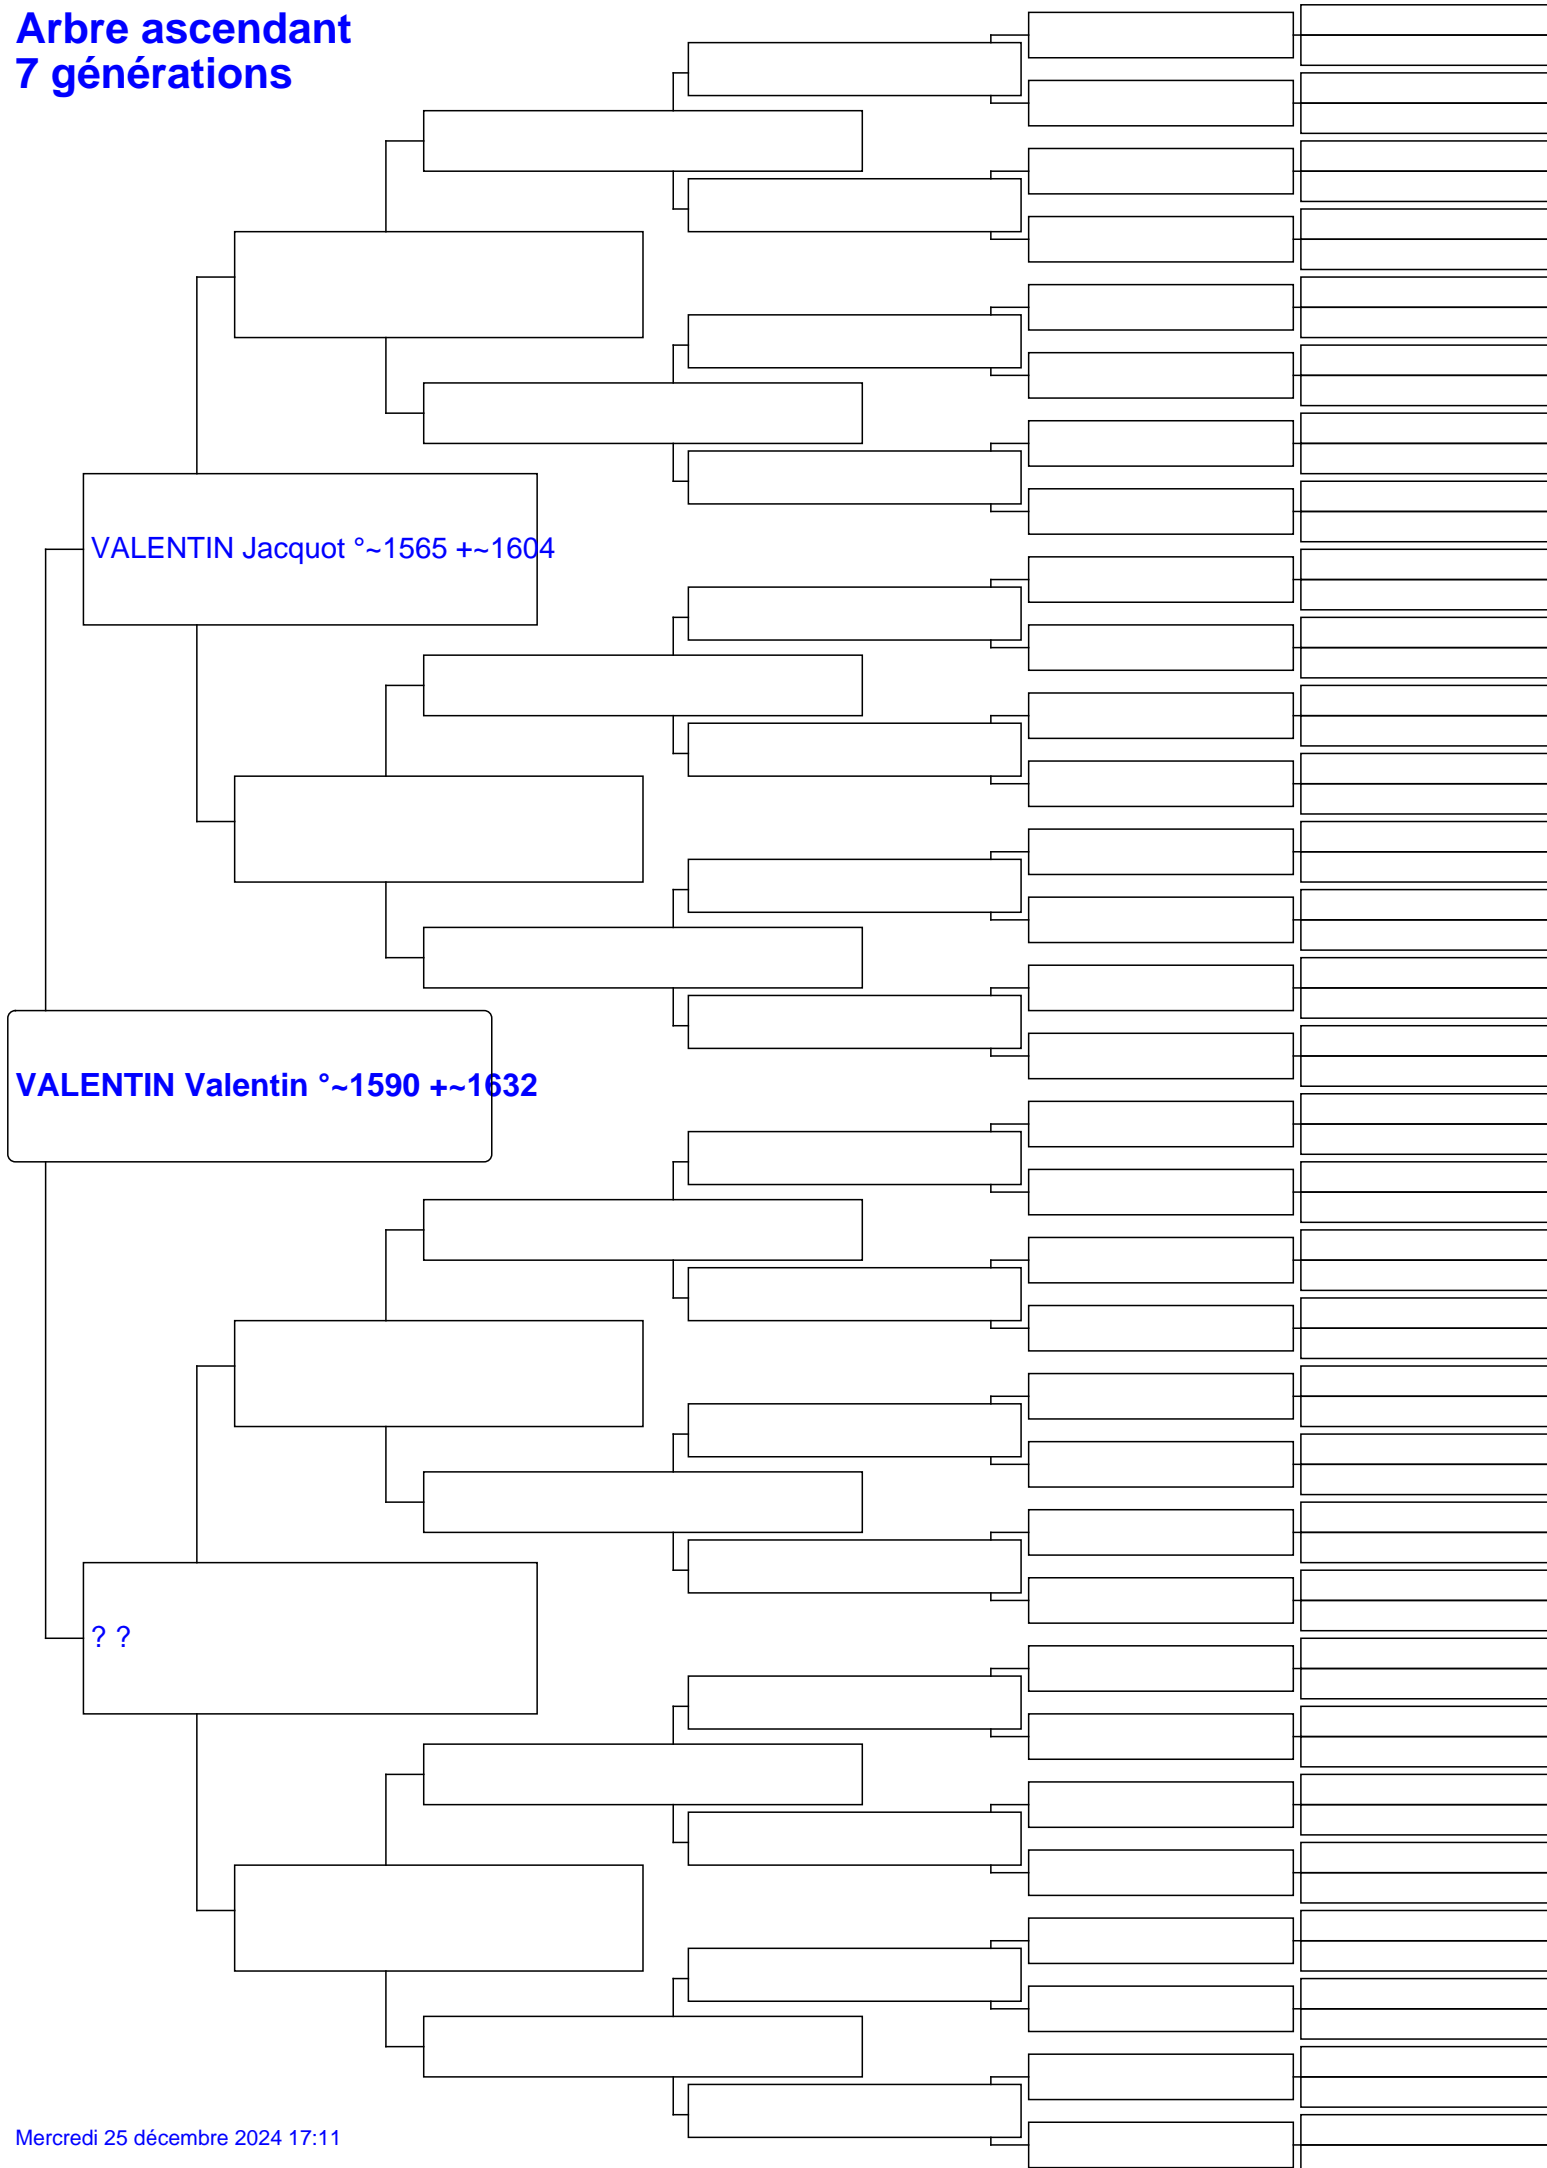 Arbre ascendant
7 générations
VALENTIN Jacquot °~1565 +~1604
VALENTIN Valentin °~1590 +~1632
? ?
Mercredi 25 décembre 2024 17:11